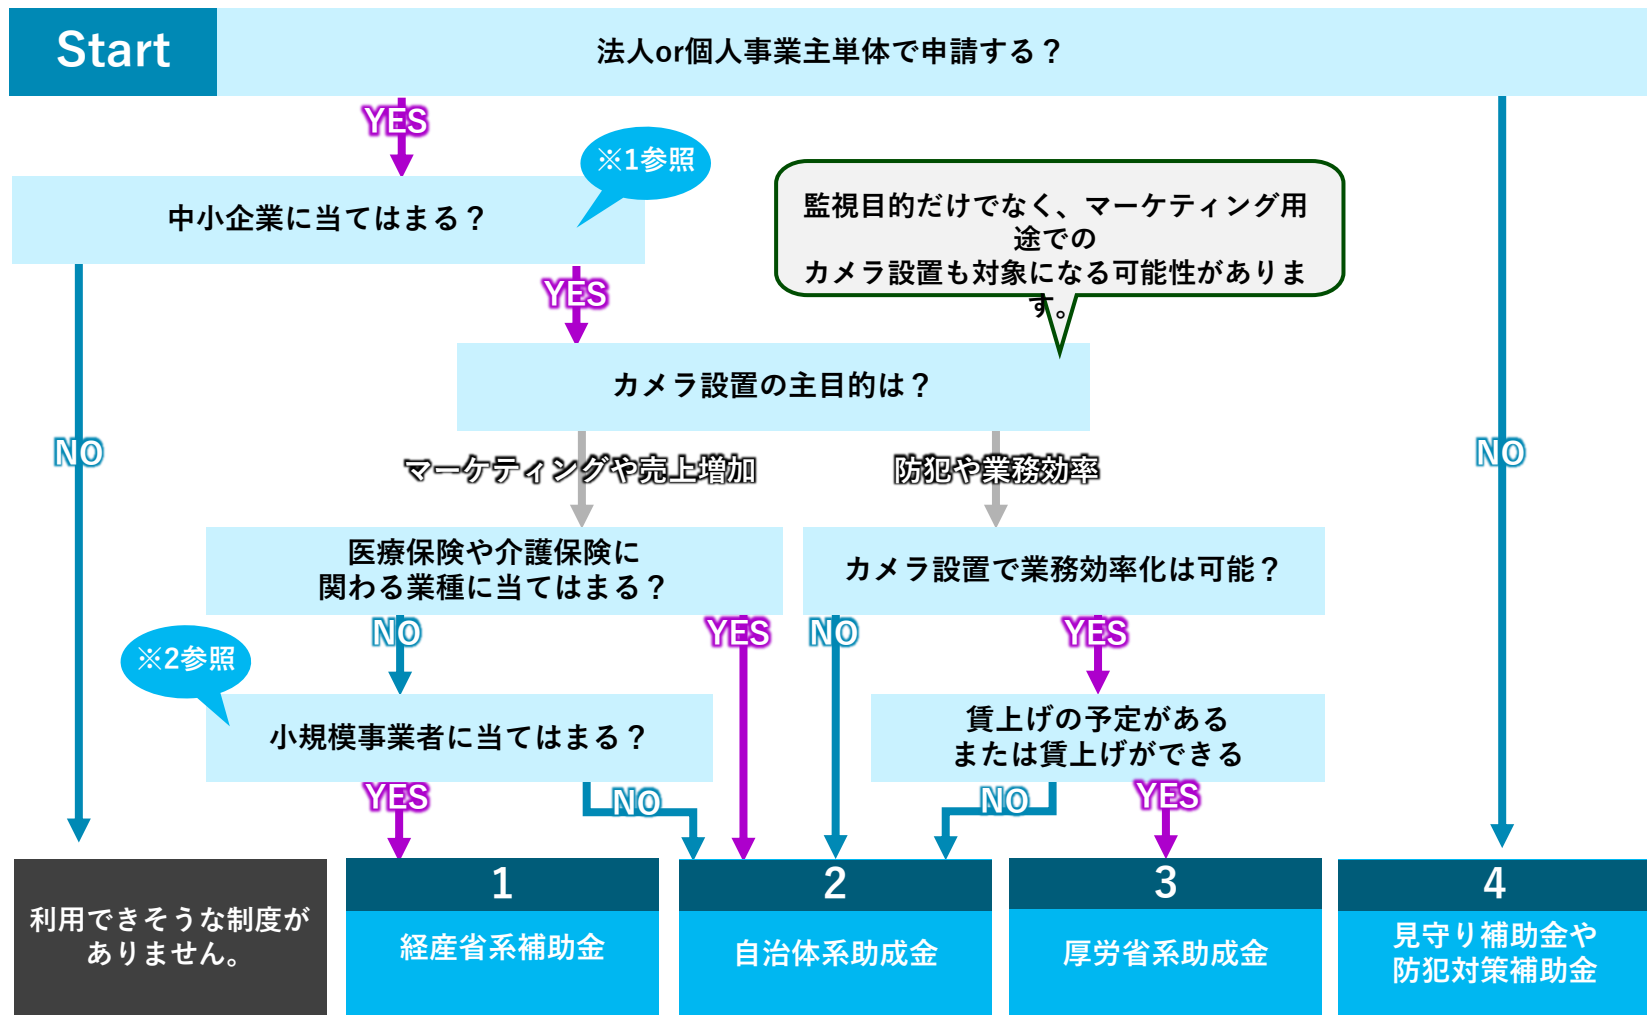 Start
法人or個人事業主単体で申請する？
YES
※1参照
中小企業に当てはまる？
監視目的だけでなく、マーケティング用
途での
カメラ設置も対象になる可能性がありま
す。
YES
カメラ設置の主目的は？
NO
NO
マーケティングや売上増加
防犯や業務効率
医療保険や介護保険に
関わる業種に当てはまる？
カメラ設置で業務効率化は可能？
NO
YES
NO
YES
※2参照
小規模事業者に当てはまる？
賃上げの予定がある
または賃上げができる
YES
NO
NO
YES
利用できそうな制度が
ありません。
1
経産省系補助金
2
自治体系助成金
3
厚労省系助成金
4
見守り補助金や
防犯対策補助金